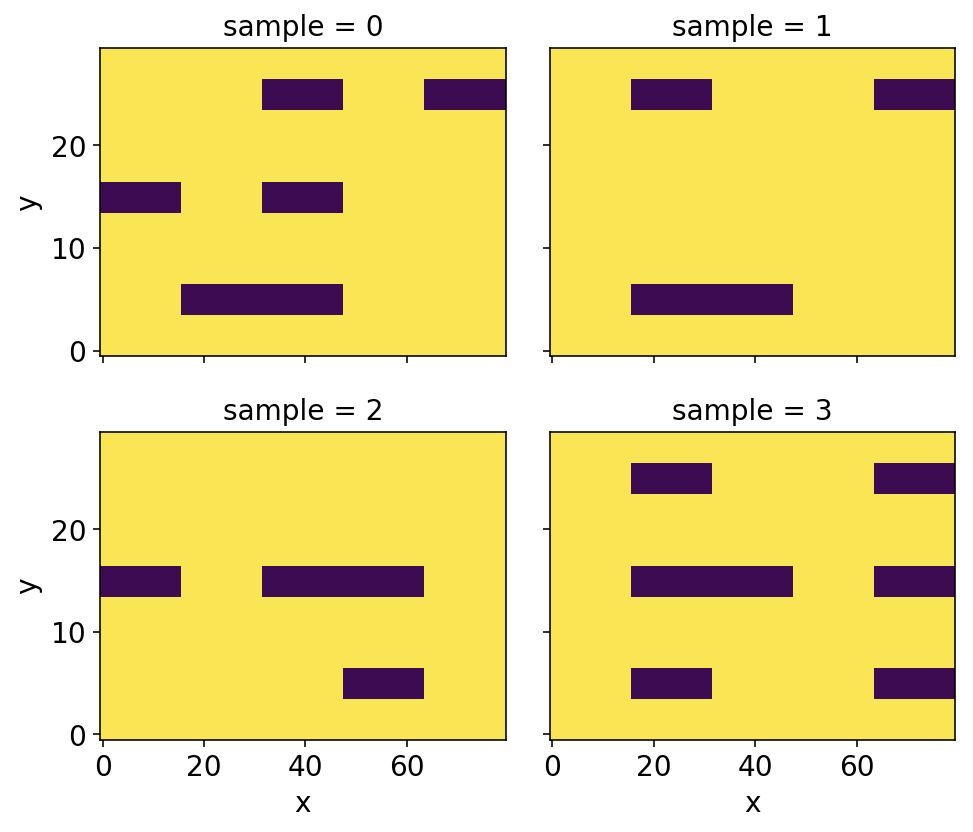 sample = 0
sample = 1
y
20
10
0
sample = 2
sample = 3
y
20
10
0
0 20 40 60
0 20 40 60
x
x